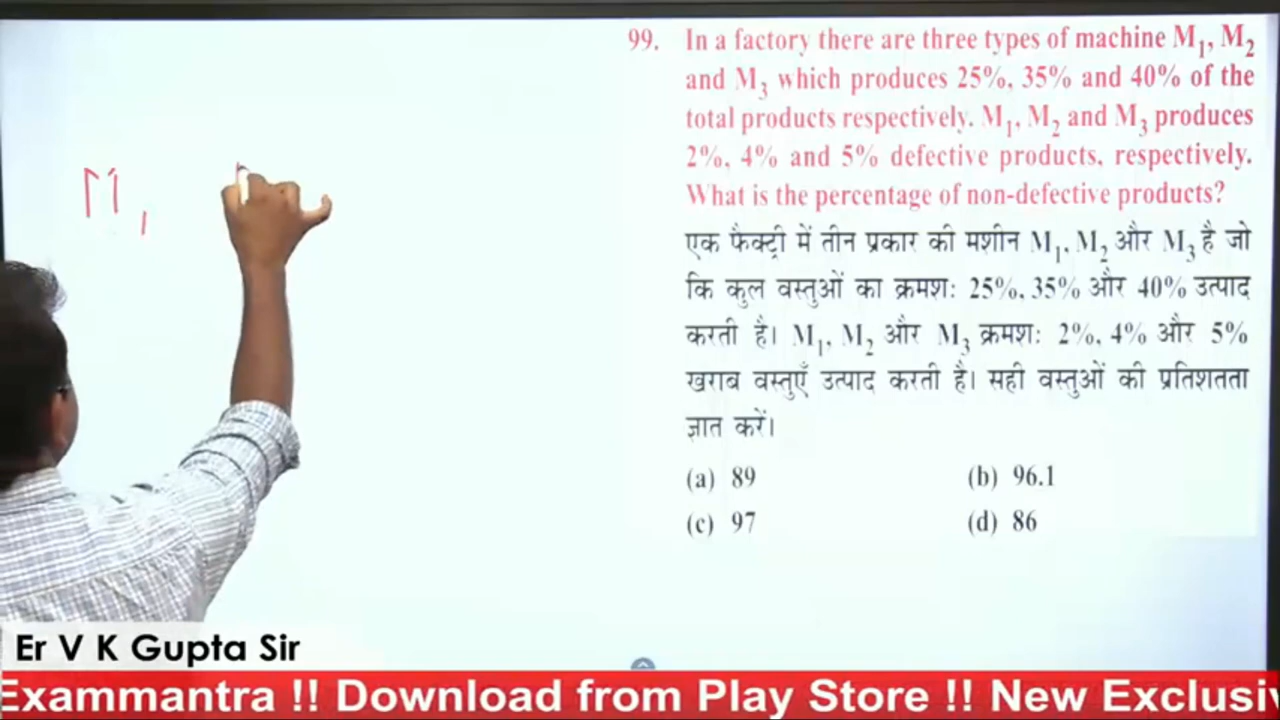 99. In a factory there are three types of machine M₁, M₂
and M₃ which produces 25%, 35% and 40% of the
total products respectively. M₁, M₂ and M₃ produces
2%, 4% and 5% defective products, respectively.
What is the percentage of non-defective products?
एक फैक्ट्री में तीन प्रकार की मशीन M₁, M₂ और M₃ है जो
कि कुल वस्तुओं का क्रमशः 25%, 35% और 40% उत्पाद
करती है। M₁, M₂ और M₃ क्रमशः 2%, 4% और 5%
खराब वस्तुएँ उत्पाद करती है। सही वस्तुओं की प्रतिशतता
ज्ञात करें।
(a) 89 (b) 96.1
(c) 97 (d) 86
M₁
Er V K Gupta Sir
Exammantra !! Download from Play Store !! New Exclusiv